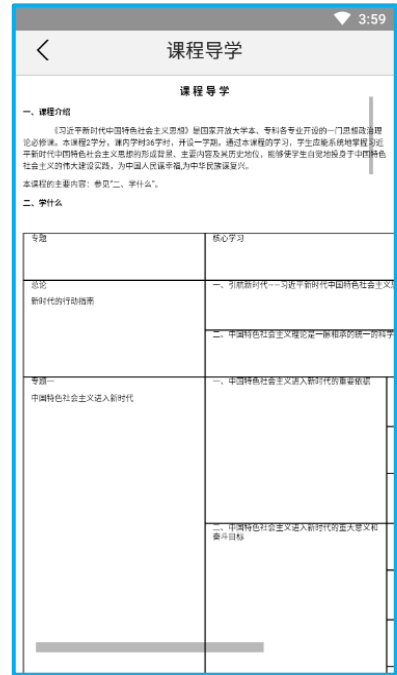 3:59
课程导学
课 程 导 学
一、课程介绍
《习近平新时代中国特色社会主义思想》是国家开放大学本、专科各专业开设的一门思想政治理
论必修课。本课程2学分，课内学时36学时，开设一学期。通过本课程的学习，学生应能系统地掌握习近
平新时代中国特色社会主义思想的形成背景、主要内容及其历史地位，能够使学生自觉地投身于中国特色
社会主义的伟大建设实践，为中国人民谋幸福,为中华民族谋复兴。
本课程的主要内容：参见“二、学什么”。
二、学什么
专题 核心学习
总论 一、引航新时代--习近平新时代中国特色社会主义
新时代的行动指南
二、中国特色社会主义理论是一脉相承的统一的科学
专题一 一、中国特色社会主义进入新时代的重要依据
中国特色社会主义进入新时代
二、中国特色社会主义进入新时代的重大意义和
奋斗目标